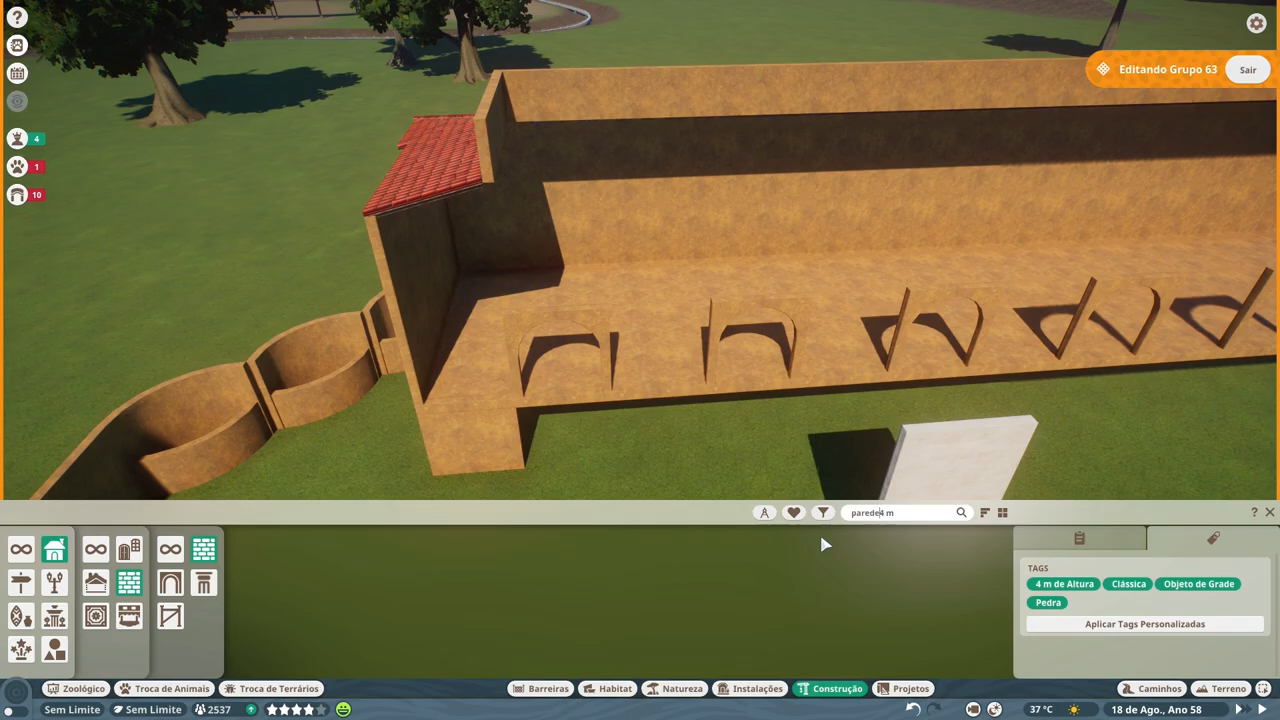 ?
Editando Grupo 63
Sair
4
1
10
parede4 m
?
TAGS
4 m de Altura
Clássica
Objeto de Grade
Pedra
Aplicar Tags Personalizadas
Zoológico
Troca de Animais
Troca de Terrários
Barreiras
Habitat
Natureza
Instalações
Construção
Projetos
Caminhos
Terreno
Sem Limite
Sem Limite
2537
37 °C
18 de Ago., Ano 58